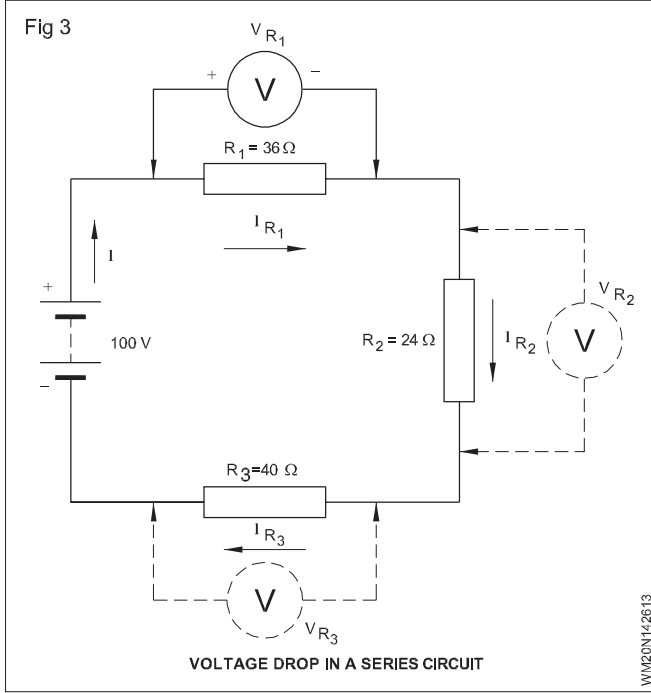 Fig 3
V R1
+ V −
R1 = 36 Ω
I R1
I
+
100 V
−
R2 = 24 Ω
I R2
V R2
V
R3=40 Ω
I R3
V
V R3
VOLTAGE DROP IN A SERIES CIRCUIT
WM20N142613